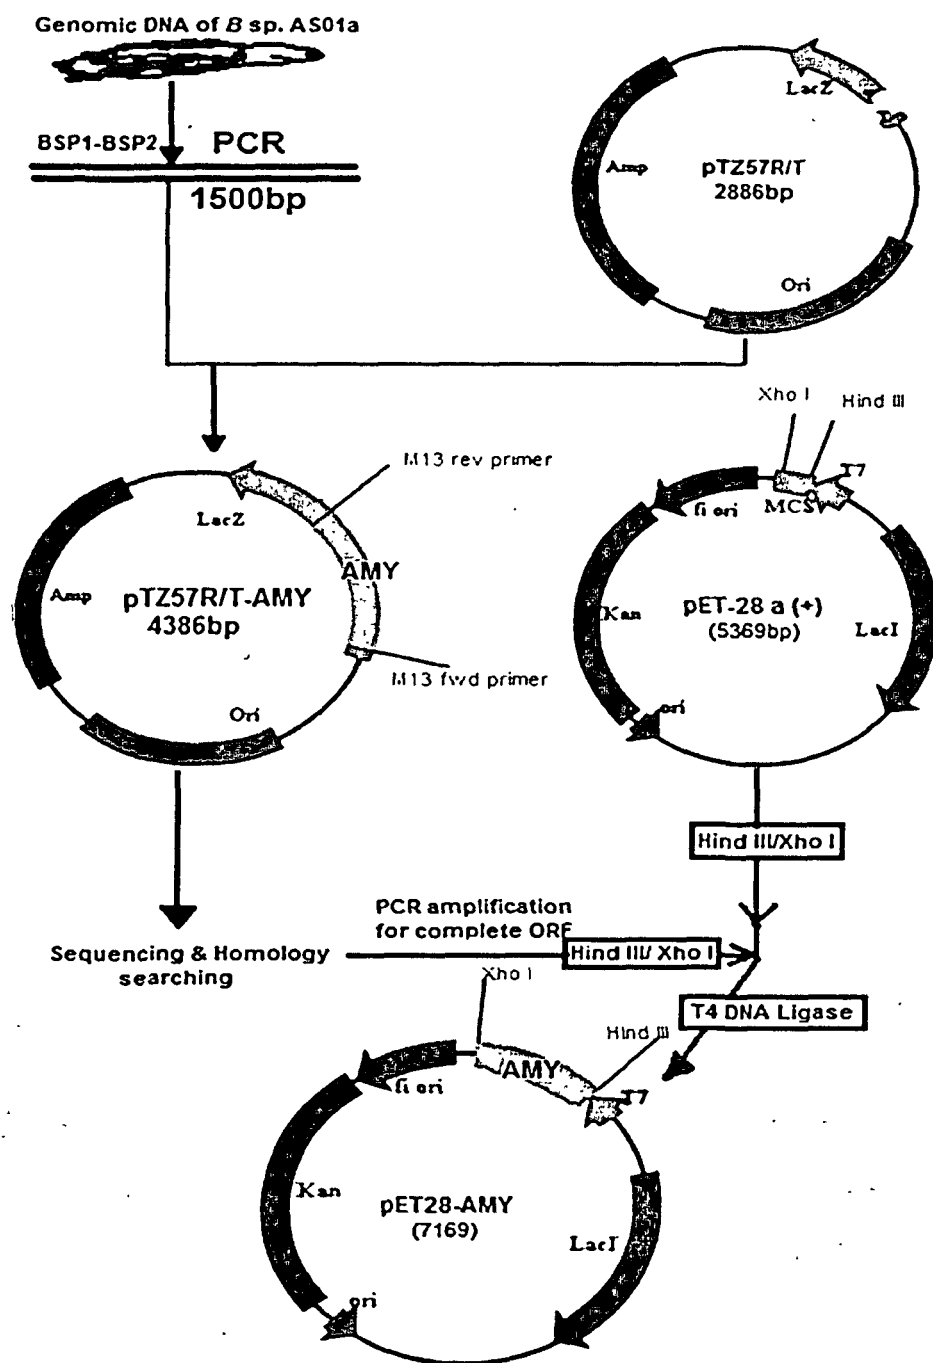 Genomic DNA of B sp. AS01a
BSP1-BSP2
PCR
1500bp
LacZ
Amp
pTZ57R/T
2886bp
Ori
Xho I
Hind III
M13 rev primer
LacZ
AMY
Amp
pTZ57R/T-AMY
4386bp
M13 fwd primer
Ori
T7
MCS
fi ori
Kan
pET-28 a (+)
(5369bp)
LacI
ori
Hind III/Xho I
PCR amplification
for complete ORF
Sequencing & Homology
searching
Hind III/ Xho I
T4 DNA Ligase
Xho I
Hind III
AMY
T7
fi ori
Kan
pET28-AMY
(7169)
LacI
ori